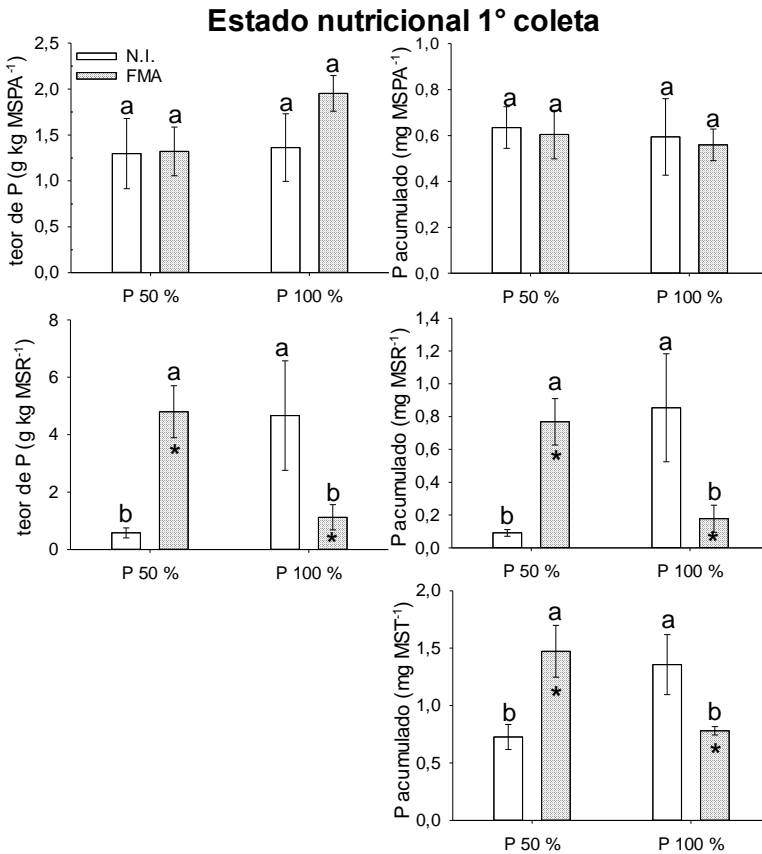 Estado nutricional 1° coleta
teor de P (g kg MSPA⁻¹)
2,5
2,0
1,5
1,0
0,5
0,0
N.I.
FMA
a
a
a
a
P 50 %
P 100 %
P acumulado (mg MSPA⁻¹)
1,0
0,8
0,6
0,4
0,2
0,0
a
a
a
a
P 50 %
P 100 %
teor de P (g kg MSR⁻¹)
8
6
4
2
0
b
a
*
a
b
*
P 50 %
P 100 %
P acumulado (mg MSR⁻¹)
1,4
1,2
1,0
0,8
0,6
0,4
0,2
0,0
b
a
*
a
b
*
P 50 %
P 100 %
P acumulado (mg MST⁻¹)
2,0
1,5
1,0
0,5
0,0
b
a
*
a
b
*
P 50 %
P 100 %